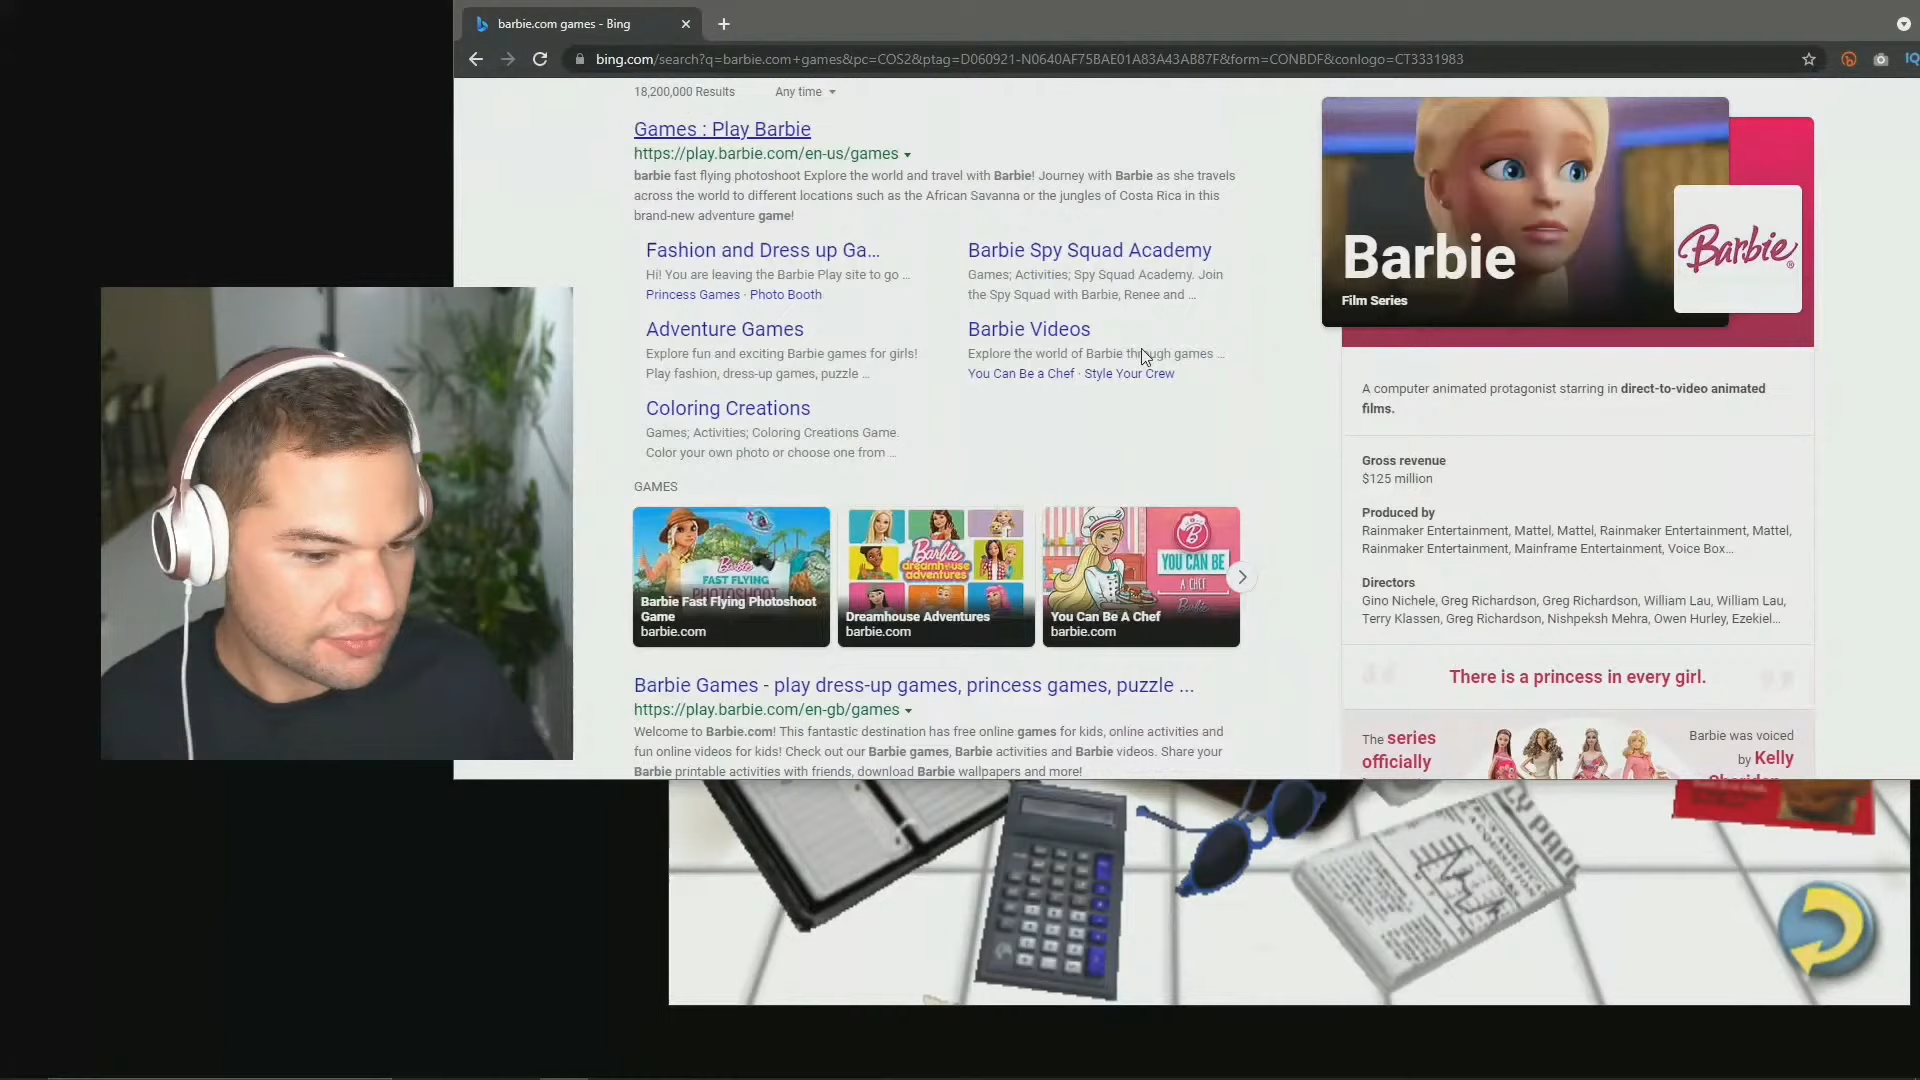 barbie.com games - Bing
bing.com/search?q=barbie.com+games&pc=COS2&ptag=D060921-N0640AF75BAE01A83A43AB87F&form=CONBDF&conlogo=CT3331983
18,200,000 Results Any time
Games : Play Barbie
https://play.barbie.com/en-us/games
barbie fast flying photoshoot Explore the world and travel with Barbie! Journey with Barbie as she travels
across the world to different locations such as the African Savanna or the jungles of Costa Rica in this
brand-new adventure game!
Fashion and Dress up Ga...
Hi! You are leaving the Barbie Play site to go ...
Princess Games · Photo Booth
Barbie Spy Squad Academy
Games; Activities; Spy Squad Academy. Join
the Spy Squad with Barbie, Renee and ...
Adventure Games
Explore fun and exciting Barbie games for girls!
Play fashion, dress-up games, puzzle ...
Barbie Videos
Explore the world of Barbie through games ...
You Can Be a Chef · Style Your Crew
Coloring Creations
Games; Activities; Coloring Creations Game.
Color your own photo or choose one from ...
GAMES
Barbie
FAST FLYING
PHOTOSHOOT
Barbie Fast Flying Photoshoot
Game
barbie.com
Barbie
dreamhouse
adventures
Dreamhouse Adventures
barbie.com
B
YOU CAN BE
A CHEF
Barbie
You Can Be A Chef
barbie.com
Barbie Games - play dress-up games, princess games, puzzle ...
https://play.barbie.com/en-gb/games
Welcome to Barbie.com! This fantastic destination has free online games for kids, online activities and
fun online videos for kids! Check out our Barbie games, Barbie activities and Barbie videos. Share your
Barbie printable activities with friends, download Barbie wallpapers and more!
Barbie
Film Series
Barbie®
A computer animated protagonist starring in direct-to-video animated
films.
Gross revenue
$125 million
Produced by
Rainmaker Entertainment, Mattel, Mattel, Rainmaker Entertainment, Mattel,
Rainmaker Entertainment, Mainframe Entertainment, Voice Box...
Directors
Gino Nichele, Greg Richardson, Greg Richardson, William Lau, William Lau,
Terry Klassen, Greg Richardson, Nishpeksh Mehra, Owen Hurley, Ezekiel...
There is a princess in every girl.
The series
officially
Barbie was voiced
by Kelly